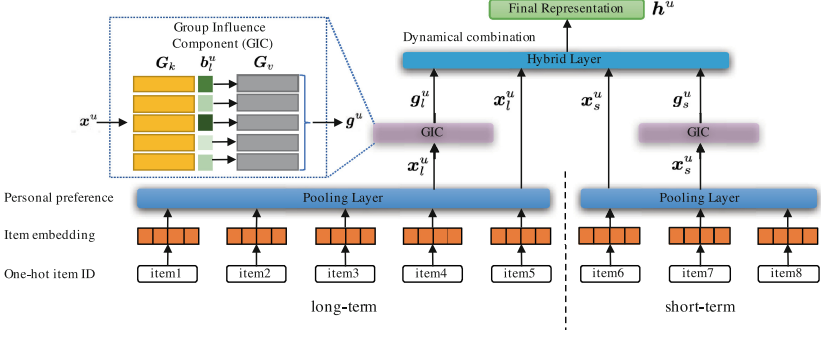 Final Representation h^u
Dynamical combination
Hybrid Layer
Group Influence
Component (GIC)
G_k b_l^u G_v
x^u g^u
g_l^u x_l^u x_s^u g_s^u
GIC GIC
x_l^u x_s^u
Personal preference Pooling Layer Pooling Layer
Item embedding
One-hot item ID item1 item2 item3 item4 item5 item6 item7 item8
long-term short-term